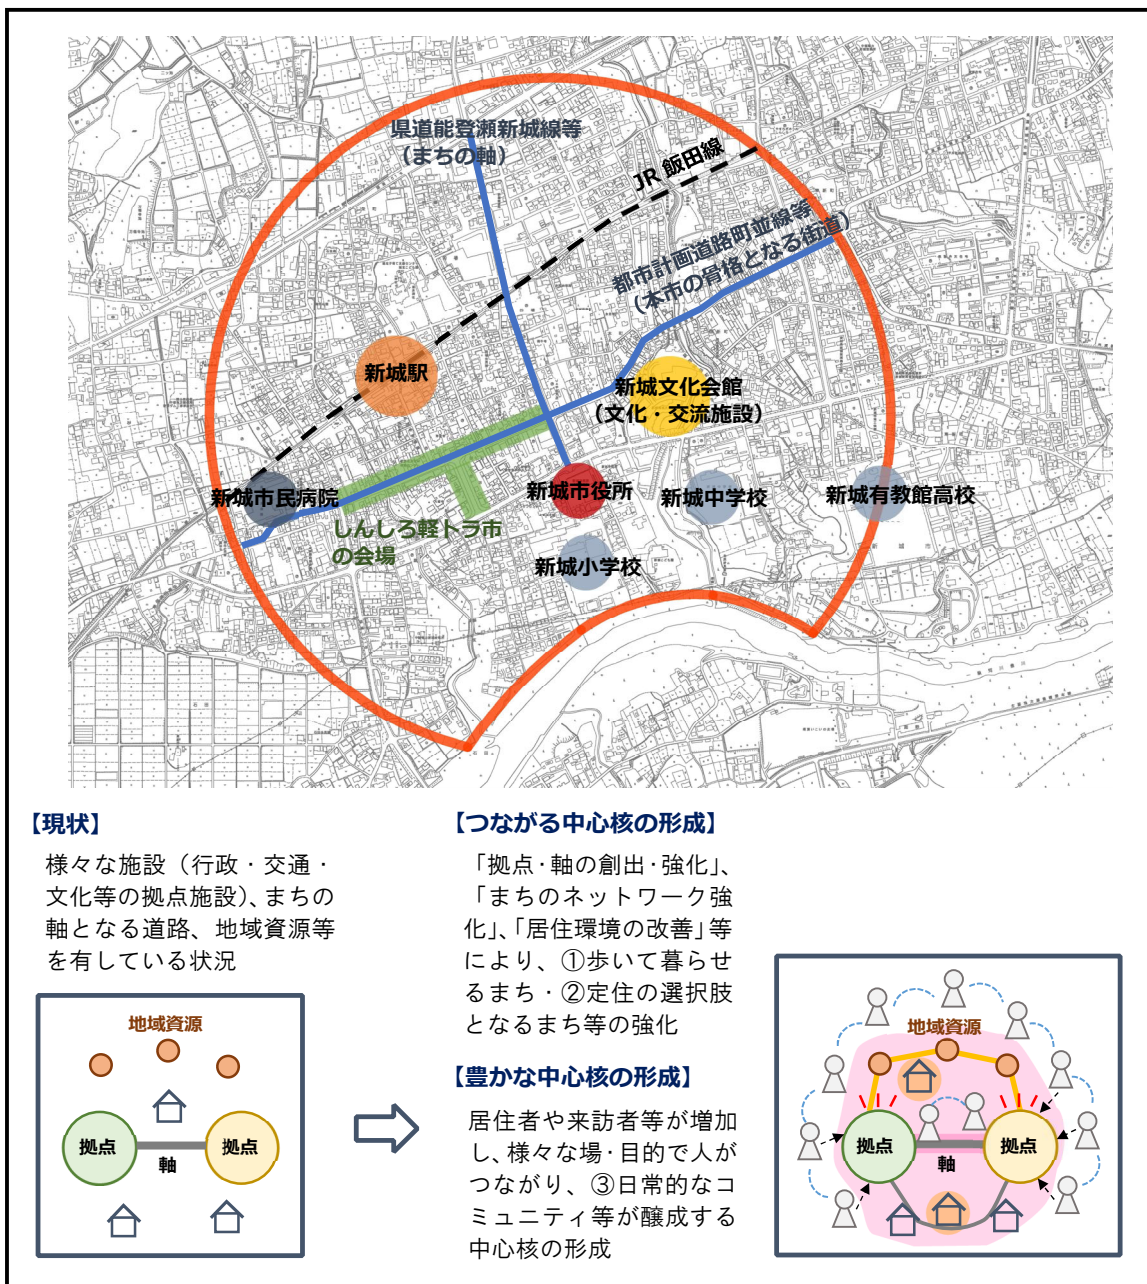 県道能登瀬新城線等
（まちの軸）
JR 飯田線
都市計画道路町並線等
（本市の骨格となる街道）
新城駅
新城文化会館
（文化・交流施設）
新城市民病院
新城市役所
新城中学校
新城有教館高校
しんしろ軽トラ市
の会場
新城小学校
【現状】
様々な施設（行政・交通・
文化等の拠点施設）、まちの
軸となる道路、地域資源等
を有している状況
地域資源
拠点
軸
拠点
【つながる中心核の形成】
「拠点・軸の創出・強化」、
「まちのネットワーク強
化」、「居住環境の改善」等
により、①歩いて暮らせ
るまち・②定住の選択肢
となるまち等の強化
【豊かな中心核の形成】
居住者や来訪者等が増加
し、様々な場・目的で人が
つながり、③日常的なコ
ミュニティ等が醸成する
中心核の形成
地域資源
拠点
軸
拠点